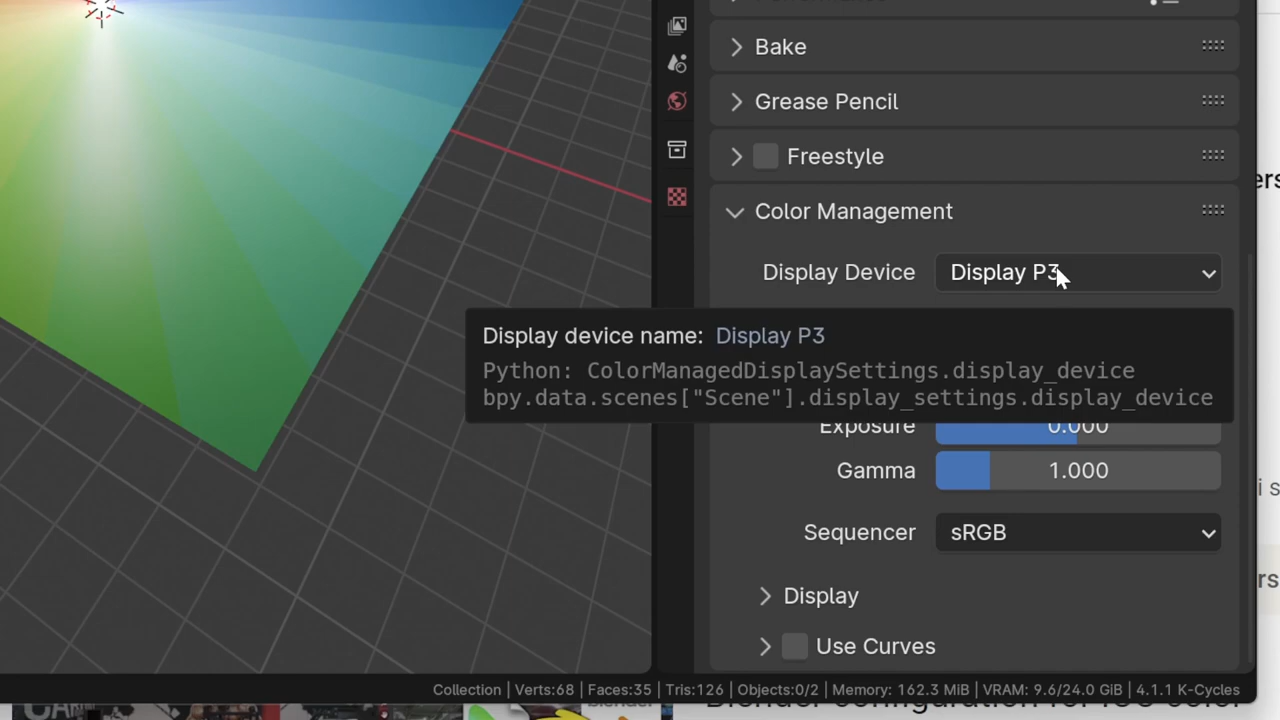 Bake
Grease Pencil
Freestyle
Color Management
Display Device Display P3
Display device name: Display P3
Python: ColorManagedDisplaySettings.display_device
bpy.data.scenes["Scene"].display_settings.display_device
Exposure 0.000
Gamma 1.000
Sequencer sRGB
Display
Use Curves
Collection | Verts:68 | Faces:35 | Tris:126 | Objects:0/2 | Memory: 162.3 MiB | VRAM: 9.6/24.0 GiB | 4.1.1 K-Cycles